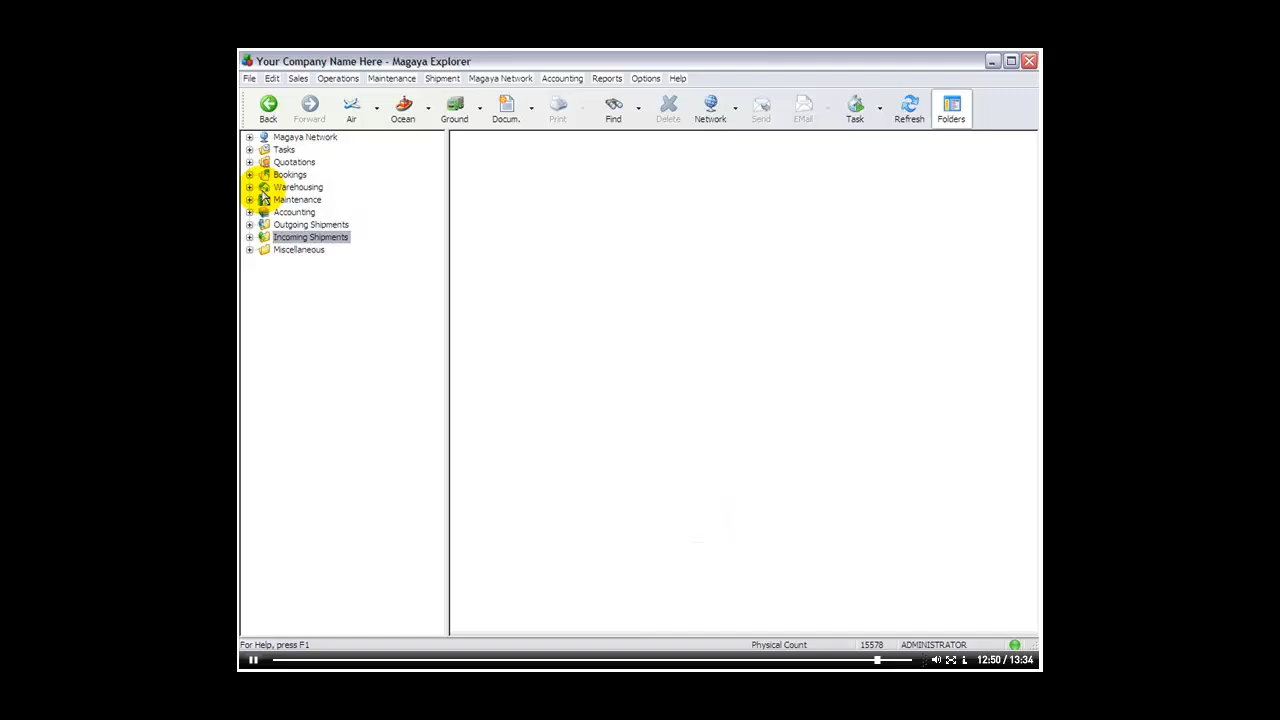 Your Company Name Here - Magaya Explorer
File Edit Sales Operations Maintenance Shipment Magaya Network Accounting Reports Options Help
Back Forward Air Ocean Ground Docum. Print Find Delete Network Send EMail Task Refresh Folders
Magaya Network
Tasks
Quotations
Bookings
Warehousing
Maintenance
Accounting
Outgoing Shipments
Incoming Shipments
Miscellaneous
For Help, press F1 Physical Count 15578 ADMINISTRATOR
12:50 / 13:34